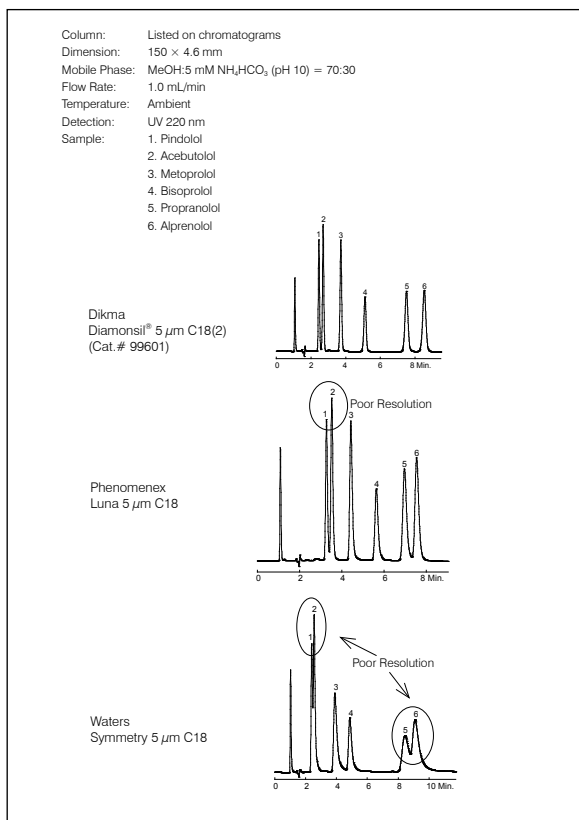 Column: Listed on chromatograms
Dimension: 150 × 4.6 mm
Mobile Phase: MeOH:5 mM NH₄HCO₃ (pH 10) = 70:30
Flow Rate: 1.0 mL/min
Temperature: Ambient
Detection: UV 220 nm
Sample: 1. Pindolol
2. Acebutolol
3. Metoprolol
4. Bisoprolol
5. Propranolol
6. Alprenolol
Dikma
Diamonsil® 5 µm C18(2)
(Cat.# 99601)
1 2 3 4 5 6
0 2 4 6 8 Min.
Poor Resolution
Phenomenex
Luna 5 µm C18
1 2 3 4 5 6
0 2 4 6 8 Min.
Poor Resolution
Waters
Symmetry 5 µm C18
1 2 3 4 5 6
0 2 4 6 8 10 Min.